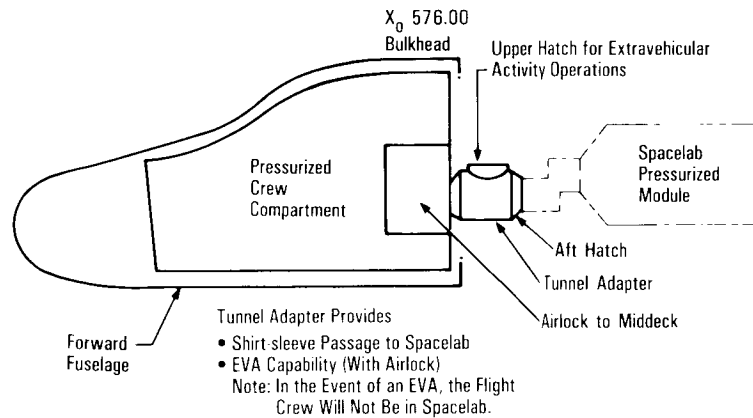 X₀ 576.00
Bulkhead
Upper Hatch for Extravehicular
Activity Operations
Pressurized
Crew
Compartment
Spacelab
Pressurized
Module
Aft Hatch
Tunnel Adapter
Airlock to Middeck
Forward
Fuselage
Tunnel Adapter Provides
• Shirt-sleeve Passage to Spacelab
• EVA Capability (With Airlock)
Note: In the Event of an EVA, the Flight
Crew Will Not Be in Spacelab.